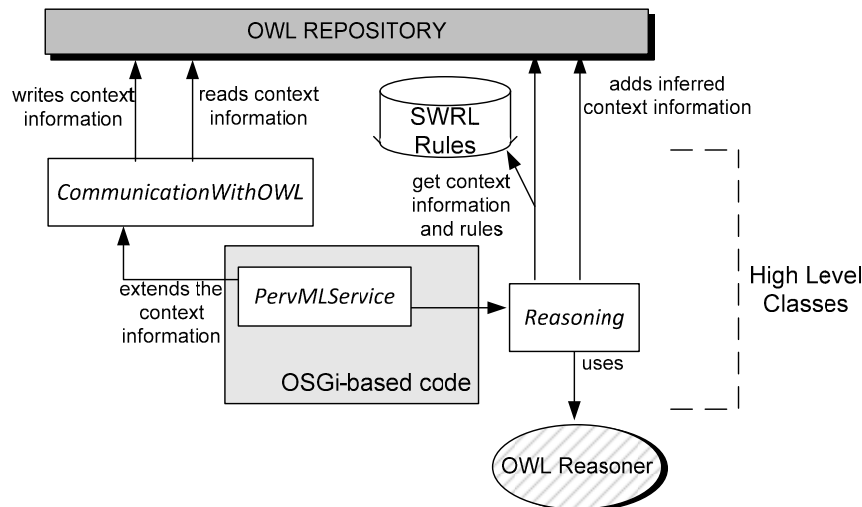 OWL REPOSITORY
writes context
information
reads context
information
SWRL
Rules
adds inferred
context information
CommunicationWithOWL
get context
information
and rules
extends the
context
information
PervMLService
OSGi-based code
Reasoning
uses
High Level
Classes
OWL Reasoner